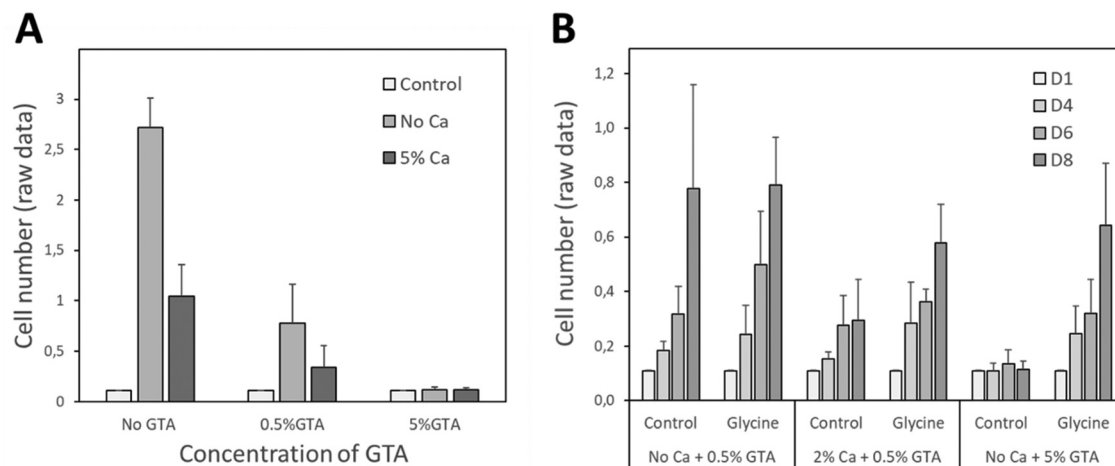 A
Cell number (raw data)
3
2,5
2
1,5
1
0,5
0
Control
No Ca
5% Ca
No GTA
0.5%GTA
5%GTA
Concentration of GTA
B
Cell number (raw data)
1,2
1,0
0,8
0,6
0,4
0,2
0,0
D1
D4
D6
D8
Control Glycine Control Glycine Control Glycine
No Ca + 0.5% GTA 2% Ca + 0.5% GTA No Ca + 5% GTA